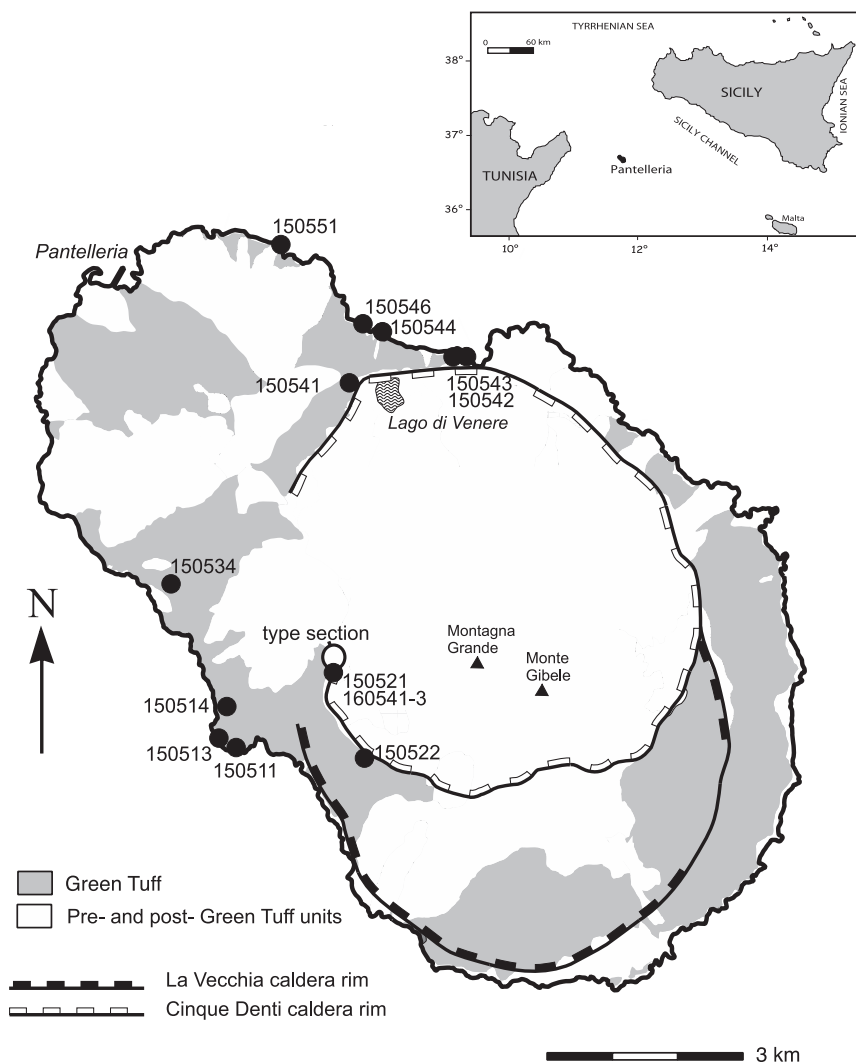 TYRRHENIAN SEA
0 60 km
38°
SICILY
IONIAN SEA
37°
SICILY CHANNEL
TUNISIA
Pantelleria
36°
Malta
10° 12° 14°
150551
Pantelleria
150546
150544
150541
150543
150542
Lago di Venere
150534
N
type section
Montagna
Grande
Monte
Gibele
150521
160541-3
150514
150513
150511
150522
Green Tuff
Pre- and post- Green Tuff units
La Vecchia caldera rim
Cinque Denti caldera rim
3 km